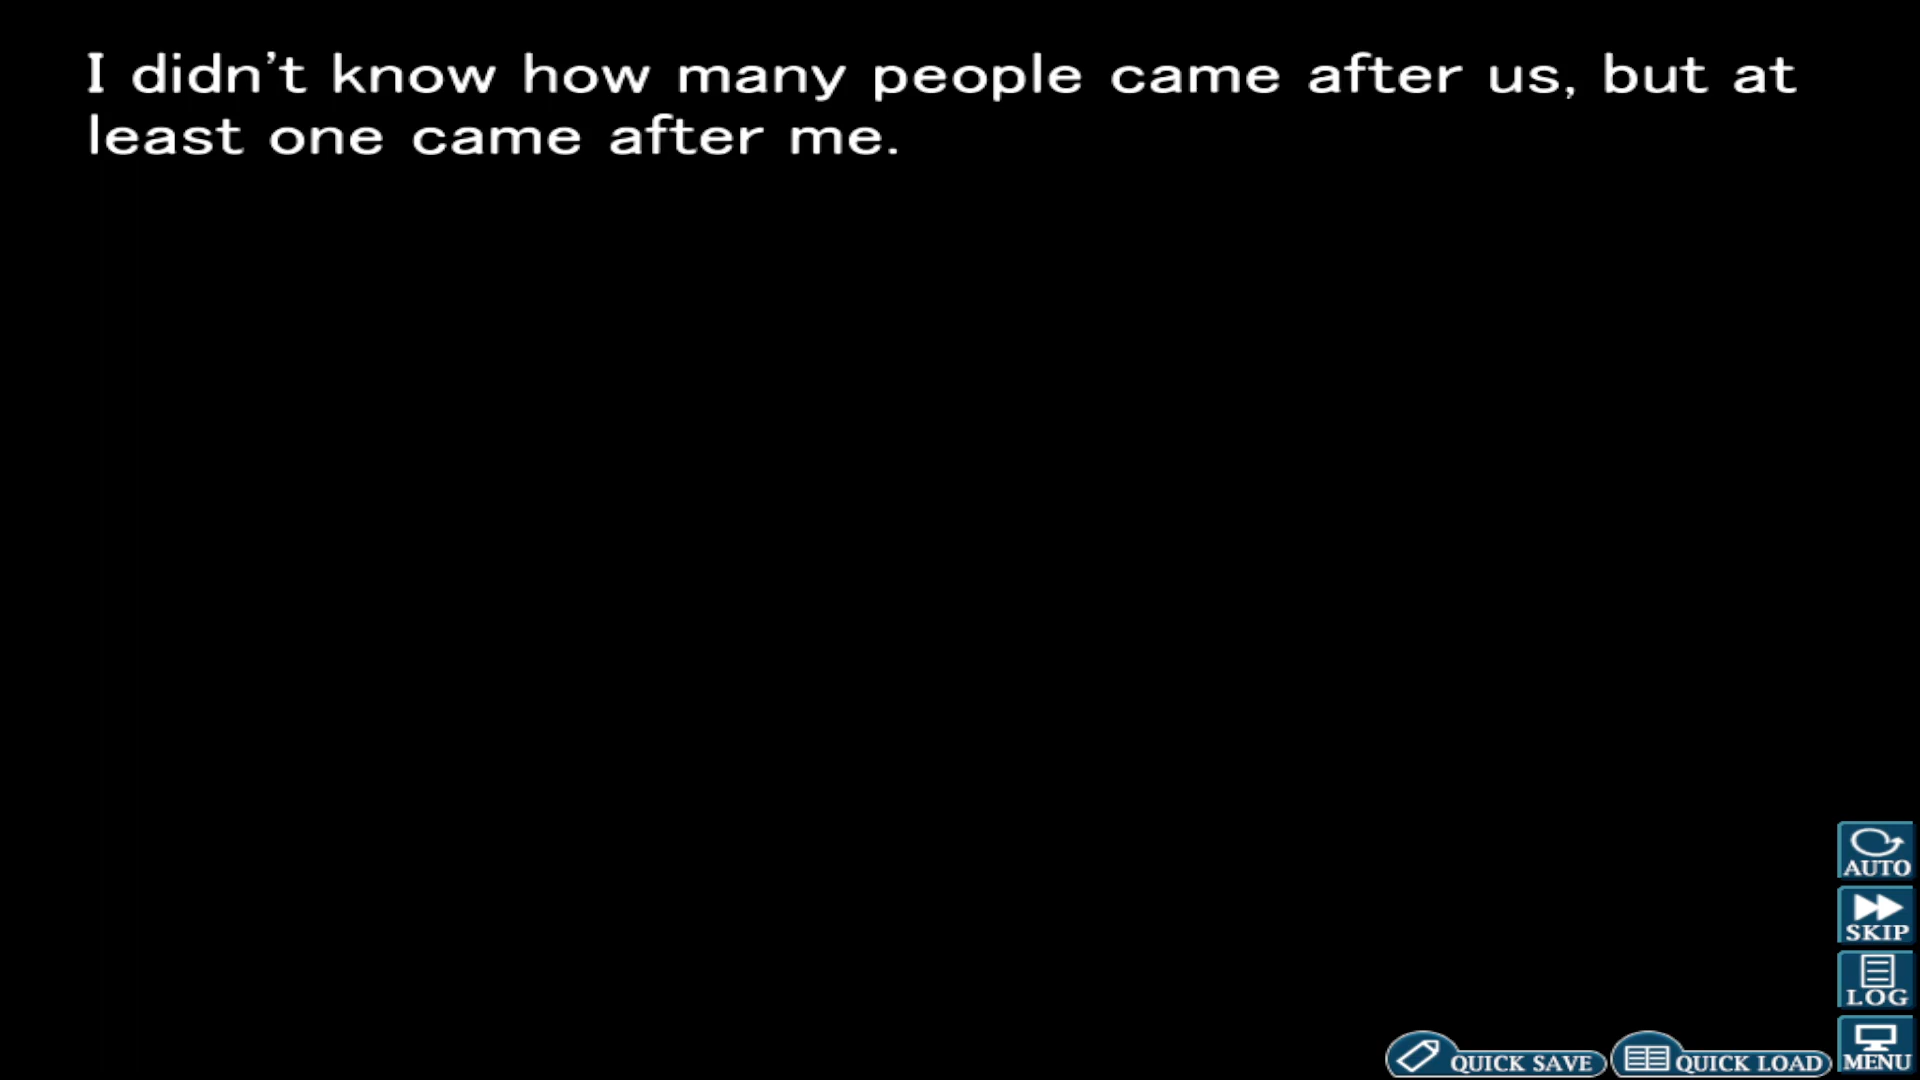 I didn't know how many people came after us, but at
least one came after me.
AUTO
SKIP
LOG
MENU
QUICK SAVE
QUICK LOAD